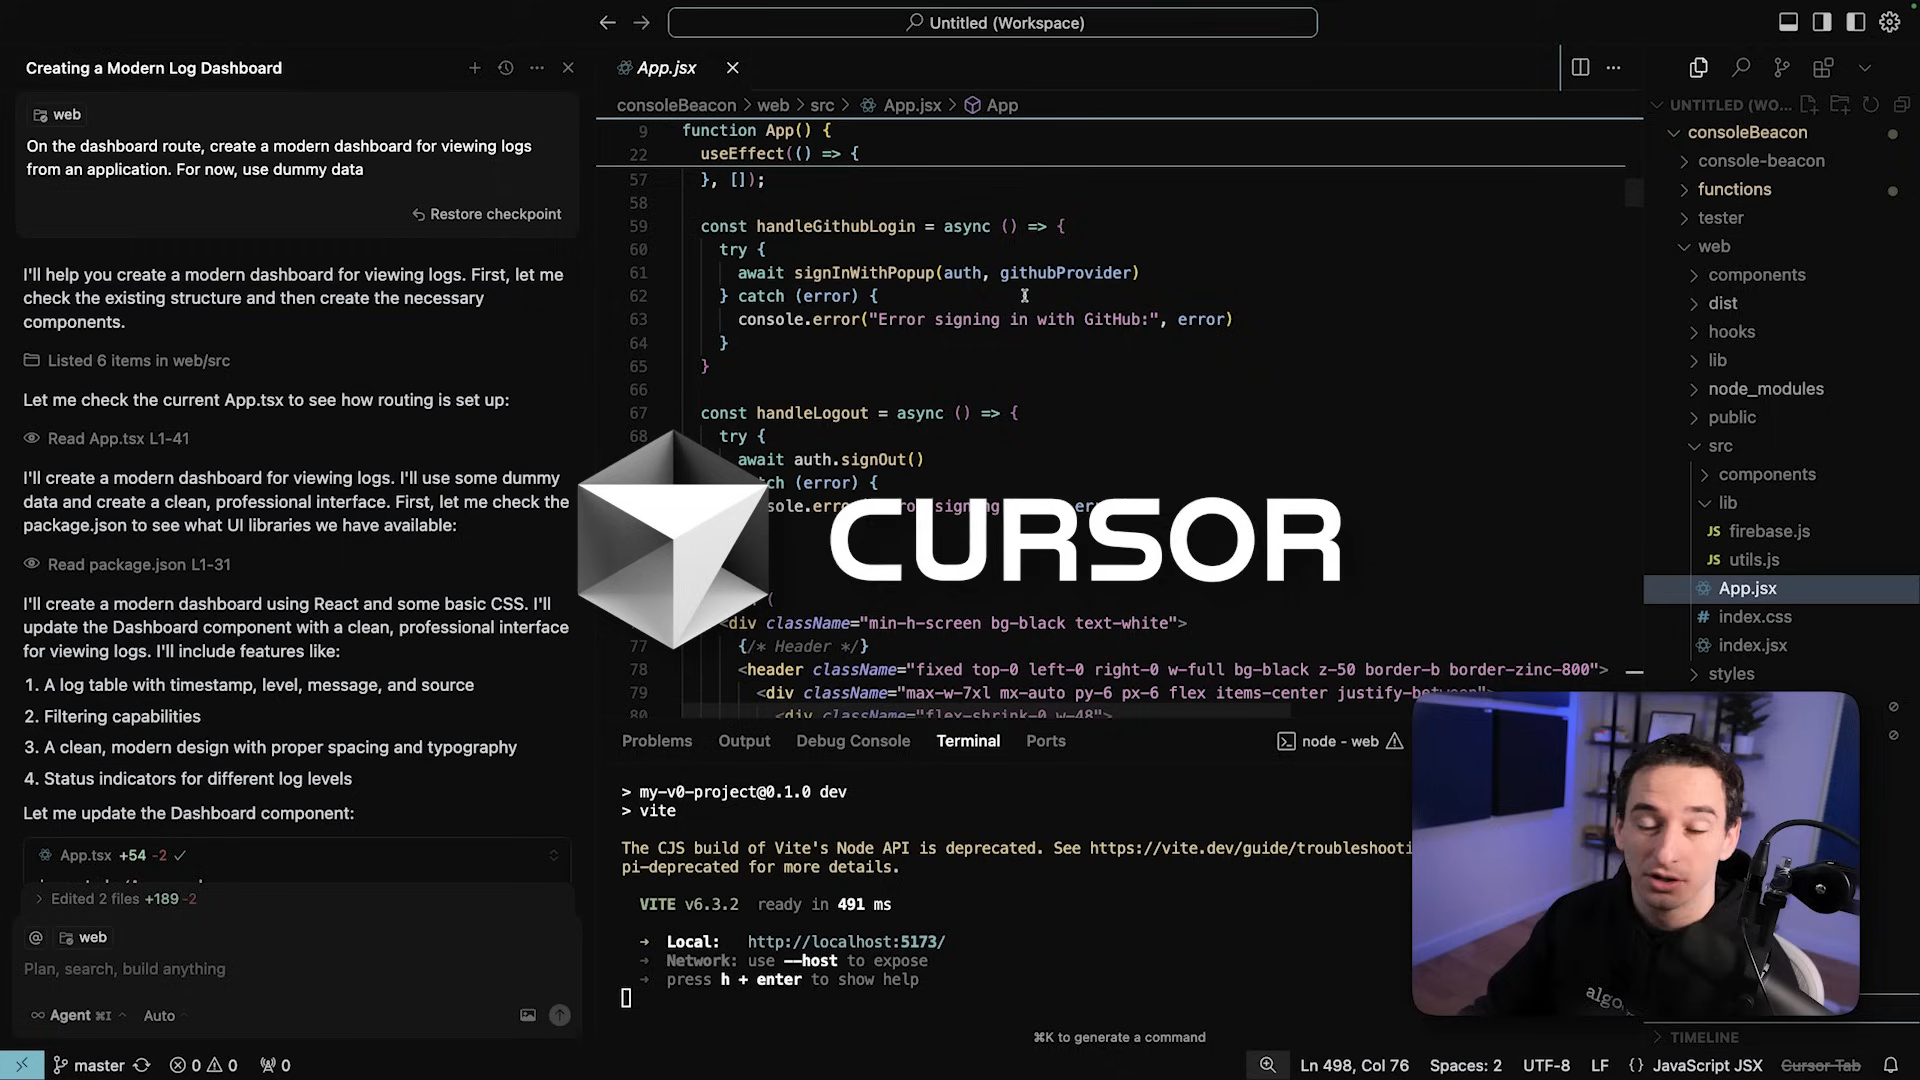 Untitled (Workspace)
Creating a Modern Log Dashboard
web
On the dashboard route, create a modern dashboard for viewing logs
from an application. For now, use dummy data
Restore checkpoint
I'll help you create a modern dashboard for viewing logs. First, let me
check the existing structure and then create the necessary
components.
Listed 6 items in web/src
Let me check the current App.tsx to see how routing is set up:
Read App.tsx L1-41
I'll create a modern dashboard for viewing logs. I'll use some dummy
data and create a clean, professional interface. First, let me check the
package.json to see what UI libraries we have available:
Read package.json L1-31
I'll create a modern dashboard using React and some basic CSS. I'll
update the Dashboard component with a clean, professional interface
for viewing logs. I'll include features like:
1. A log table with timestamp, level, message, and source
2. Filtering capabilities
3. A clean, modern design with proper spacing and typography
4. Status indicators for different log levels
Let me update the Dashboard component:
App.tsx +54 -2
Edited 2 files +189 -2
@ web
Plan, search, build anything
Agent ⌘I Auto
App.jsx
consoleBeacon > web > src > App.jsx > App
9 function App() {
22 useEffect(() => {
57 }, []);
58
59 const handleGithubLogin = async () => {
60 try {
61 await signInWithPopup(auth, githubProvider)
62 } catch (error) {
63 console.error("Error signing in with GitHub:", error)
64 }
65 }
66
67 const handleLogout = async () => {
68 try {
await auth.signOut()
(error) {
CURSOR
(
<div className="min-h-screen bg-black text-white">
77 {/* Header */}
78 <header className="fixed top-0 left-0 right-0 w-full bg-black z-50 border-b border-zinc-800">
79 <div className="max-w-7xl mx-auto py-6 px-6 flex items-center justify-between">
80 <div className="flex-shrink-0 w-48">
Problems Output Debug Console Terminal Ports
node - web
> my-v0-project@0.1.0 dev
> vite
The CJS build of Vite's Node API is deprecated. See https://vite.dev/guide/troubleshooti
pi-deprecated for more details.
VITE v6.3.2 ready in 491 ms
➜ Local: http://localhost:5173/
➜ Network: use --host to expose
➜ press h + enter to show help
⌘K to generate a command
UNTITLED (WO...
consoleBeacon
console-beacon
functions
tester
web
components
dist
hooks
lib
node_modules
public
src
components
lib
JS firebase.js
JS utils.js
App.jsx
# index.css
index.jsx
styles
algo
TIMELINE
master 0 0 0
Ln 498, Col 76 Spaces: 2 UTF-8 LF {} JavaScript JSX Cursor Tab